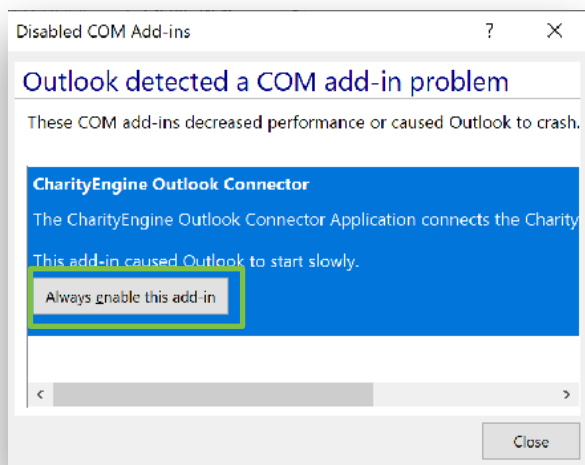 Disabled COM Add-ins
Outlook detected a COM add-in problem
These COM add-ins decreased performance or caused Outlook to crash.
CharityEngine Outlook Connector
The CharityEngine Outlook Connector Application connects the Charity
This add-in caused Outlook to start slowly.
Always enable this add-in
Close